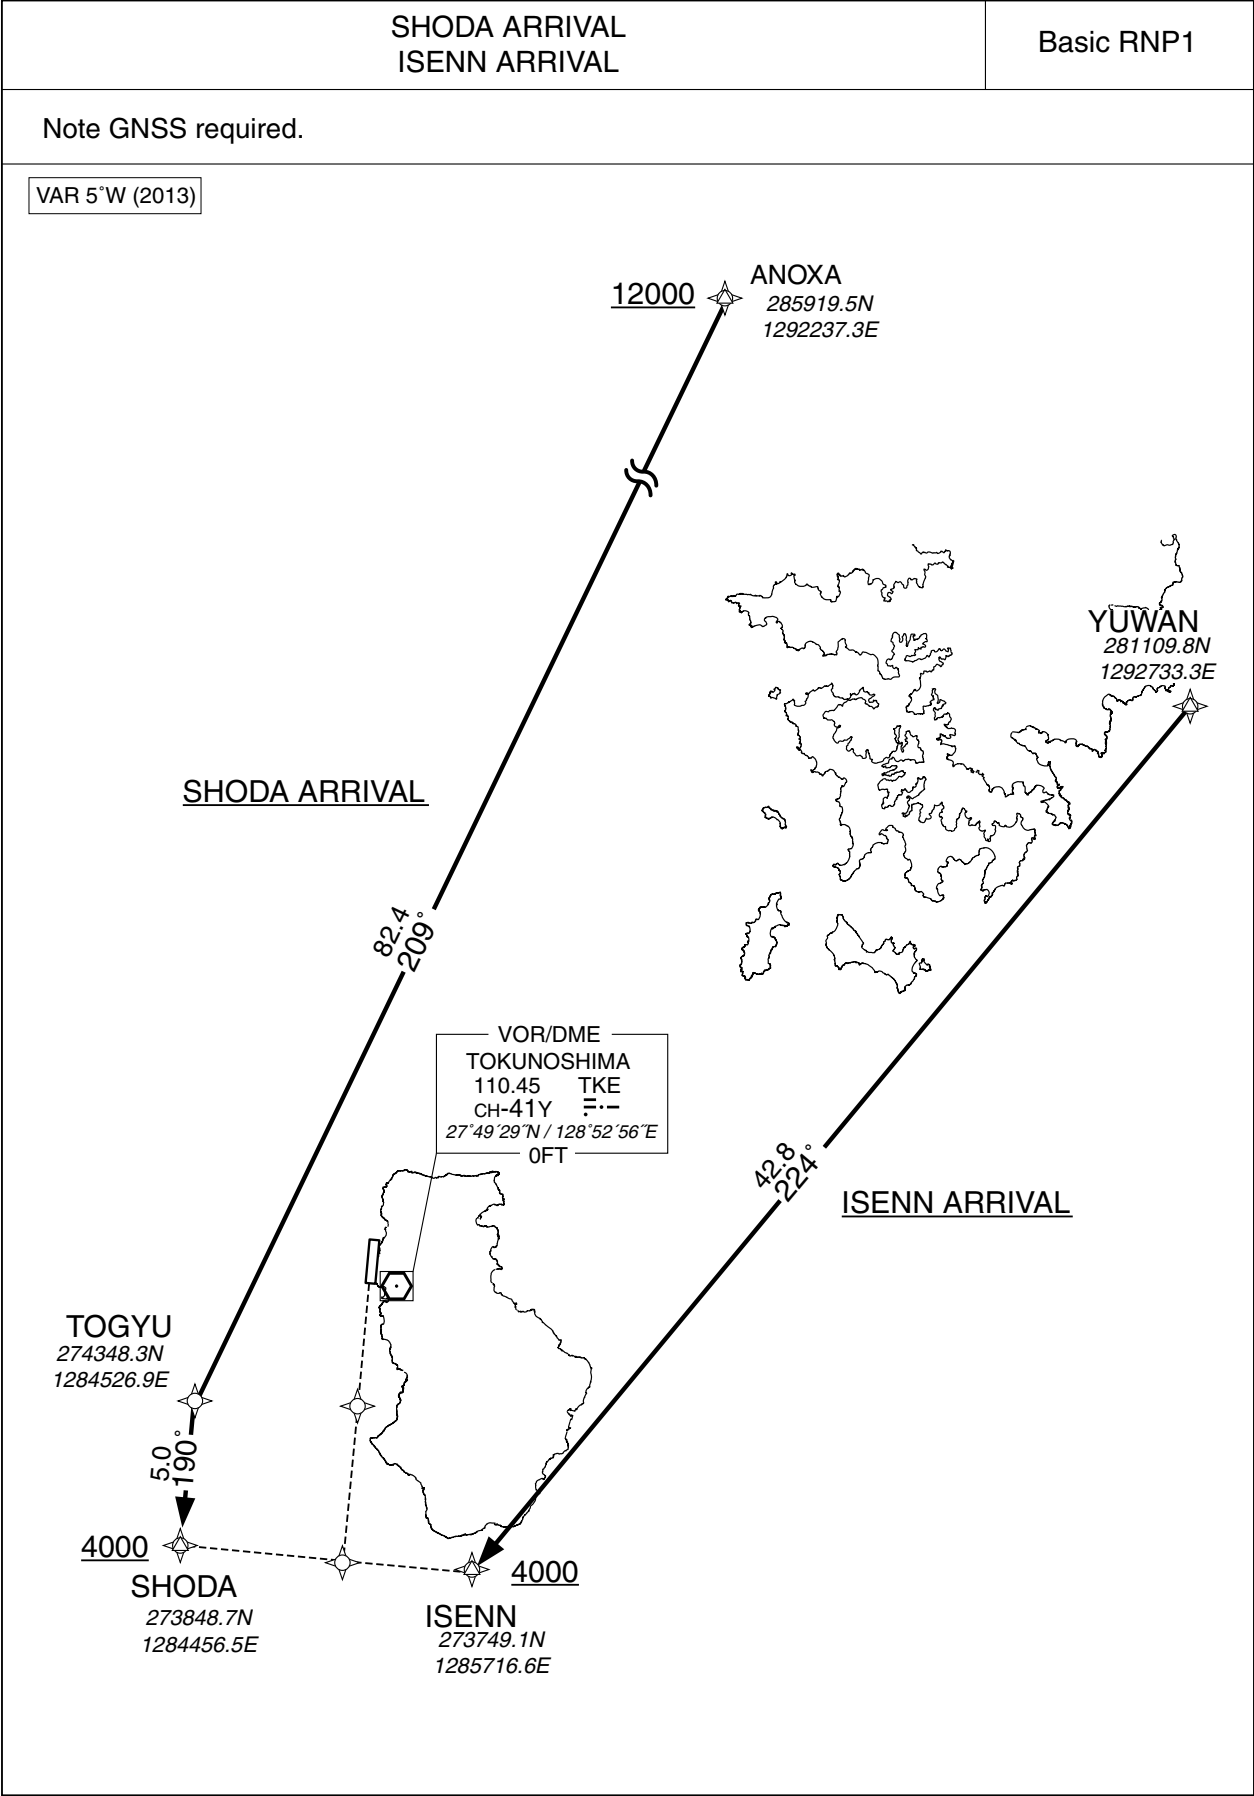 SHODA ARRIVAL
ISENN ARRIVAL
Basic RNP1
Note GNSS required.
VAR 5°W (2013)
12000
ANOXA
285919.5N
1292237.3E
YUWAN
281109.8N
1292733.3E
SHODA ARRIVAL
82.4
209°
VOR/DME
TOKUNOSHIMA
110.45 TKE
CH-41Y
27°49´29˝N / 128°52´56˝E
0FT
42.8
224°
ISENN ARRIVAL
TOGYU
274348.3N
1284526.9E
5.0
190°
4000
SHODA
273848.7N
1284456.5E
4000
ISENN
273749.1N
1285716.6E